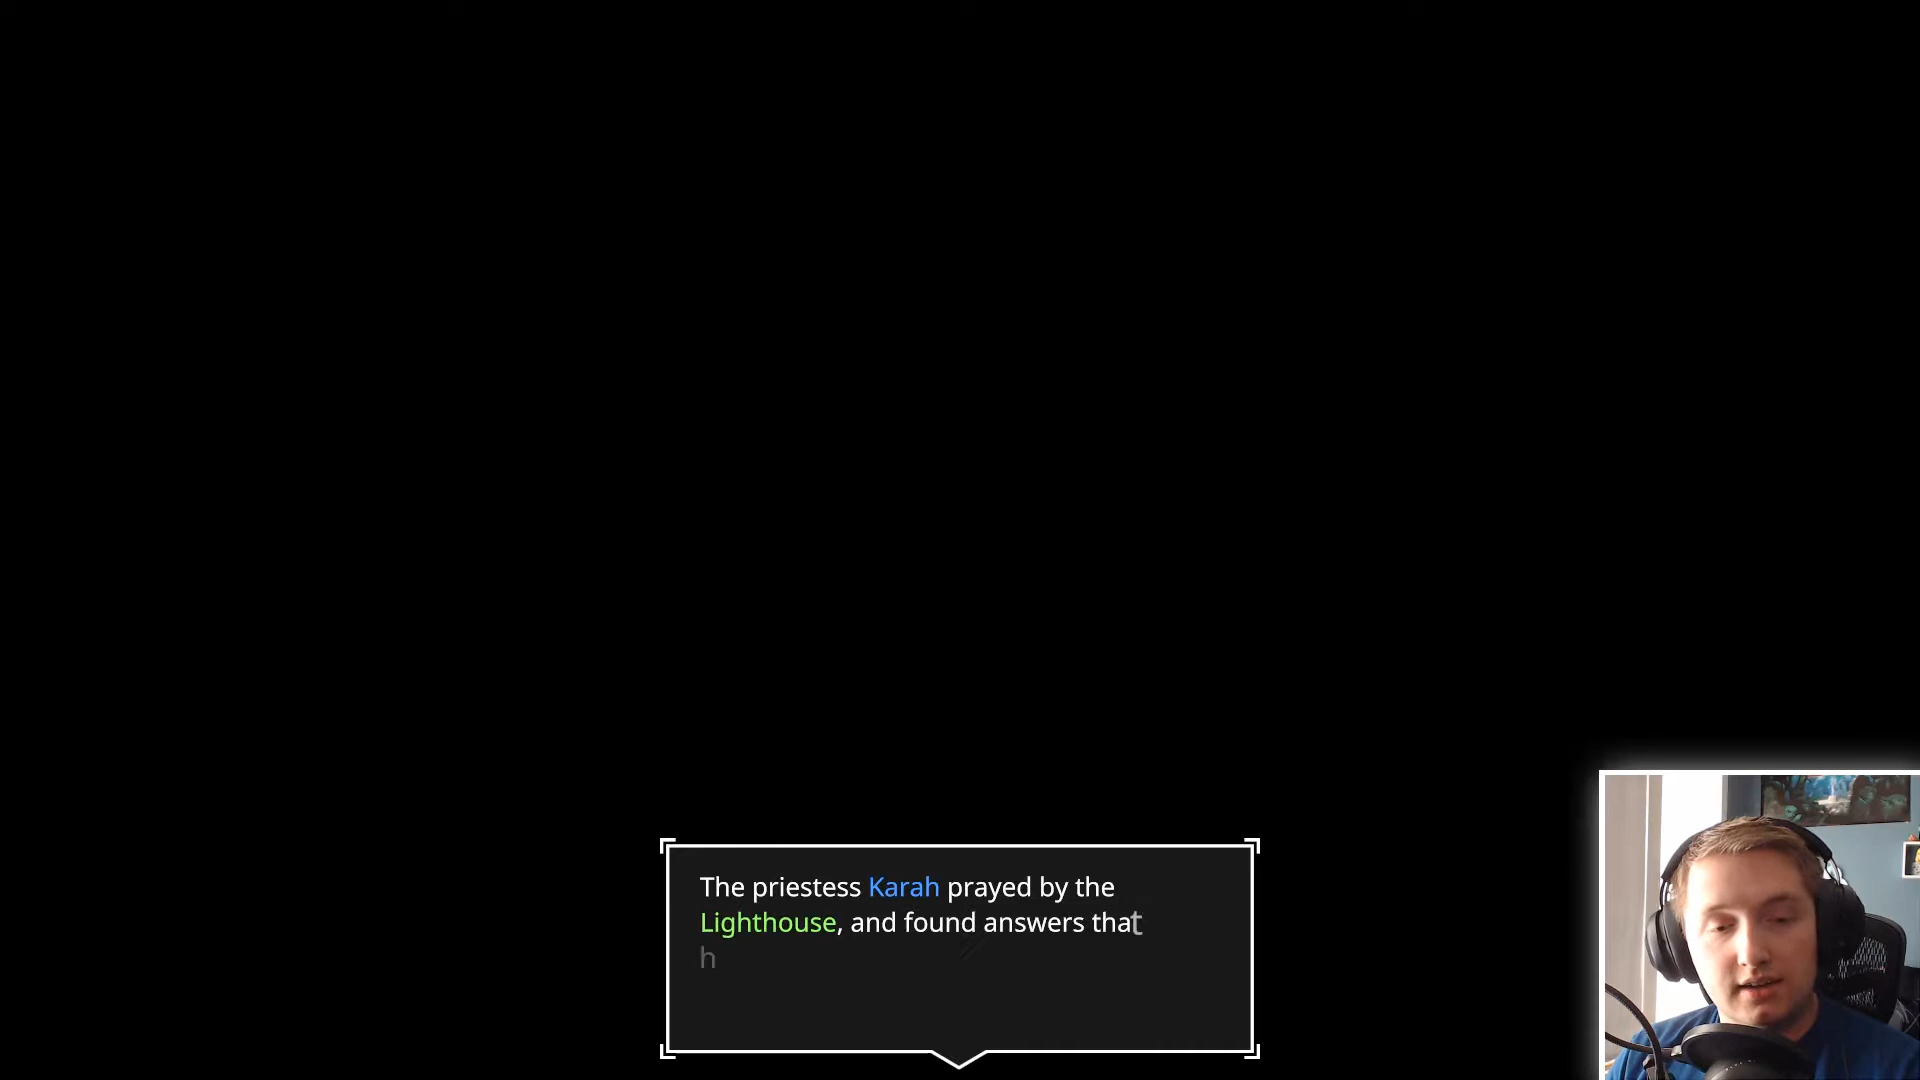 The priestess Karah prayed by the
Lighthouse, and found answers that
h